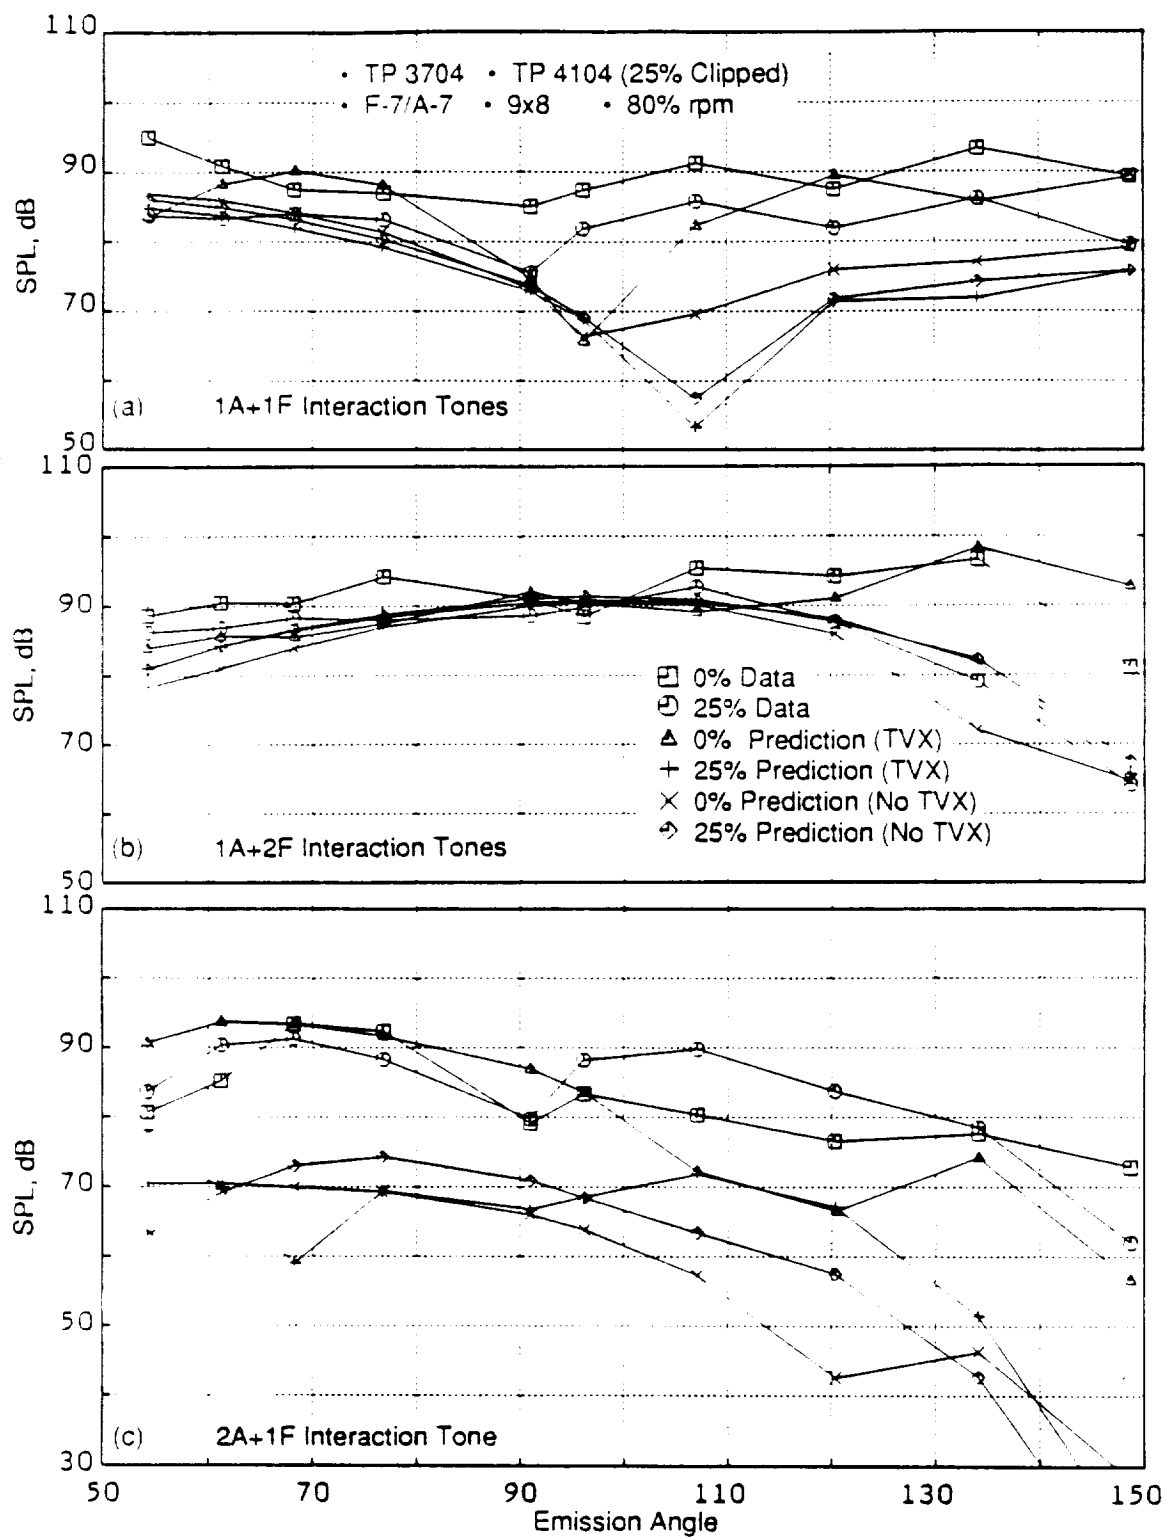 110
• TP 3704 • TP 4104 (25% Clipped)
• F-7/A-7 • 9x8 • 80% rpm
90
SPL, dB
70
(a) 1A+1F Interaction Tones
50
110
90
SPL, dB
0% Data
25% Data
70
0% Prediction (TVX)
25% Prediction (TVX)
0% Prediction (No TVX)
25% Prediction (No TVX)
(b) 1A+2F Interaction Tones
50
110
90
SPL, dB
70
50
(c) 2A+1F Interaction Tone
30
50 70 90 110 130 150
Emission Angle